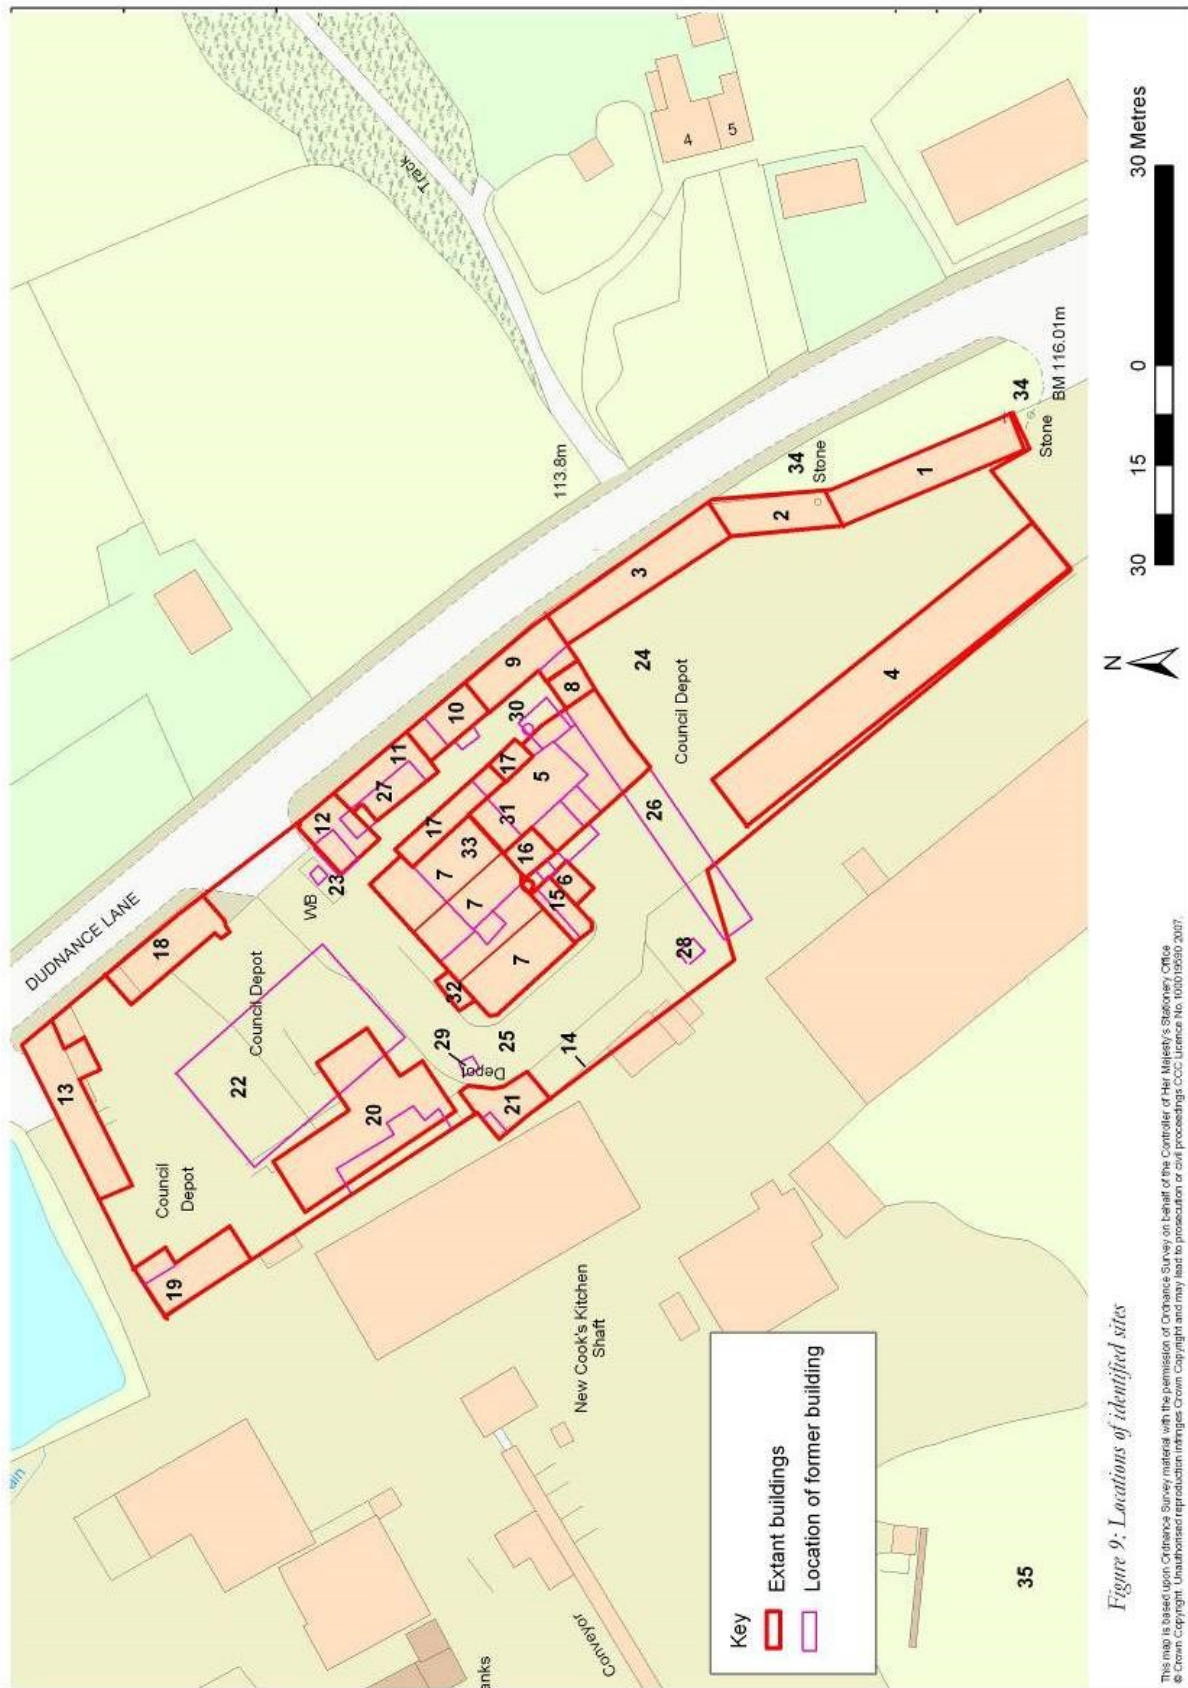 Track
4
5
113.8m
DUDNANCE LANE
34
Stone
34
Stone
BM 116.01m
1
2
3
24
Council Depot
4
9
8
10
30
11
27
17
5
12
31
17
33
16
26
23
7
6
WB
7
15
18
7
28
32
Council Depot
29
25
14
Depot
13
22
21
20
Council
Depot
19
New Cook's Kitchen
Shaft
Conveyor
anks
ain
35
Key
Extant buildings
Location of former building
N
30 15 0 30 Metres
Figure 9: Locations of identified sites
This map is based upon Ordnance Survey material with the permission of Ordnance Survey on behalf of the Controller of Her Majesty's Stationery Office
© Crown Copyright. Unauthorised reproduction infringes Crown Copyright and may lead to prosecution or civil proceedings CCC Licence No. 100019590 2007.